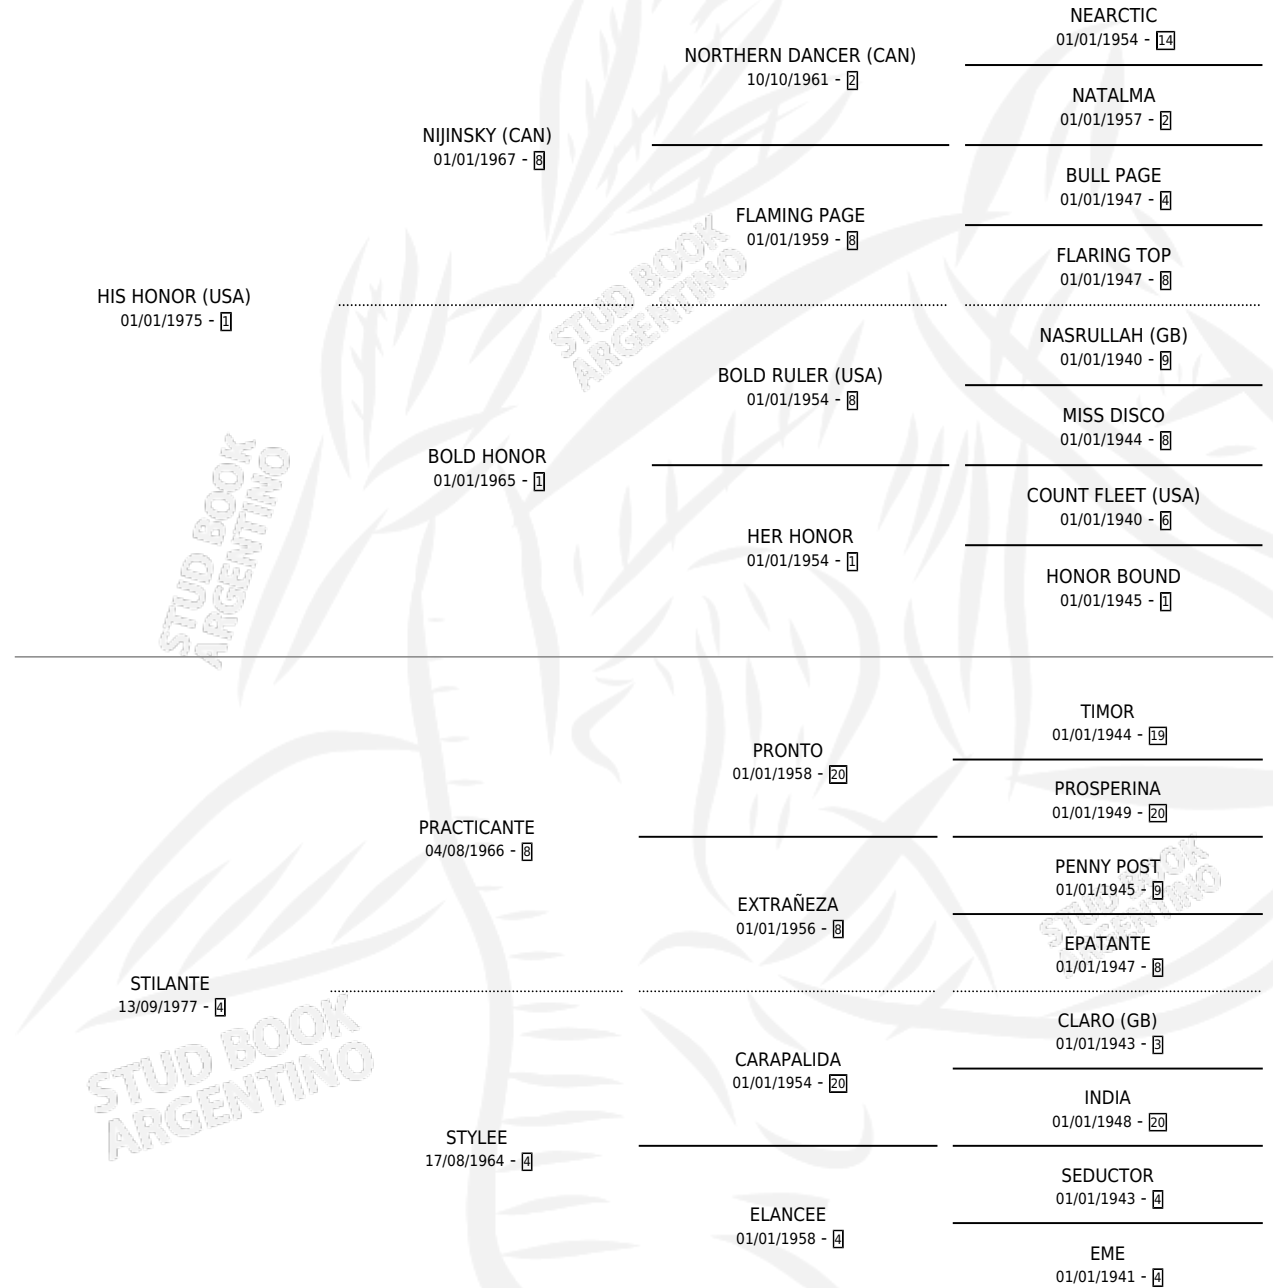 NEARCTIC
01/01/1954 - 14
NORTHERN DANCER (CAN)
10/10/1961 - 2
NATALMA
01/01/1957 - 2
NIJINSKY (CAN)
01/01/1967 - 8
BULL PAGE
01/01/1947 - 4
FLAMING PAGE
01/01/1959 - 8
FLARING TOP
01/01/1947 - 8
HIS HONOR (USA)
01/01/1975 - 1
NASRULLAH (GB)
01/01/1940 - 9
BOLD RULER (USA)
01/01/1954 - 8
MISS DISCO
01/01/1944 - 8
BOLD HONOR
01/01/1965 - 1
COUNT FLEET (USA)
01/01/1940 - 6
HER HONOR
01/01/1954 - 1
HONOR BOUND
01/01/1945 - 1
TIMOR
01/01/1944 - 19
PRONTO
01/01/1958 - 20
PROSPERINA
01/01/1949 - 20
PRACTICANTE
04/08/1966 - 8
PENNY POST
01/01/1945 - 9
EXTRAÑEZA
01/01/1956 - 8
EPATANTE
01/01/1947 - 8
STILANTE
13/09/1977 - 4
CLARO (GB)
01/01/1943 - 3
CARAPALIDA
01/01/1954 - 20
INDIA
01/01/1948 - 20
STYLEE
17/08/1964 - 4
SEDUCTOR
01/01/1943 - 4
ELANCEE
01/01/1958 - 4
EME
01/01/1941 - 4
STUD BOOK
ARGENTINO
STUD BOOK
ARGENTINO
STUD BOOK
ARGENTINO
STUD BOOK
ARGENTINO